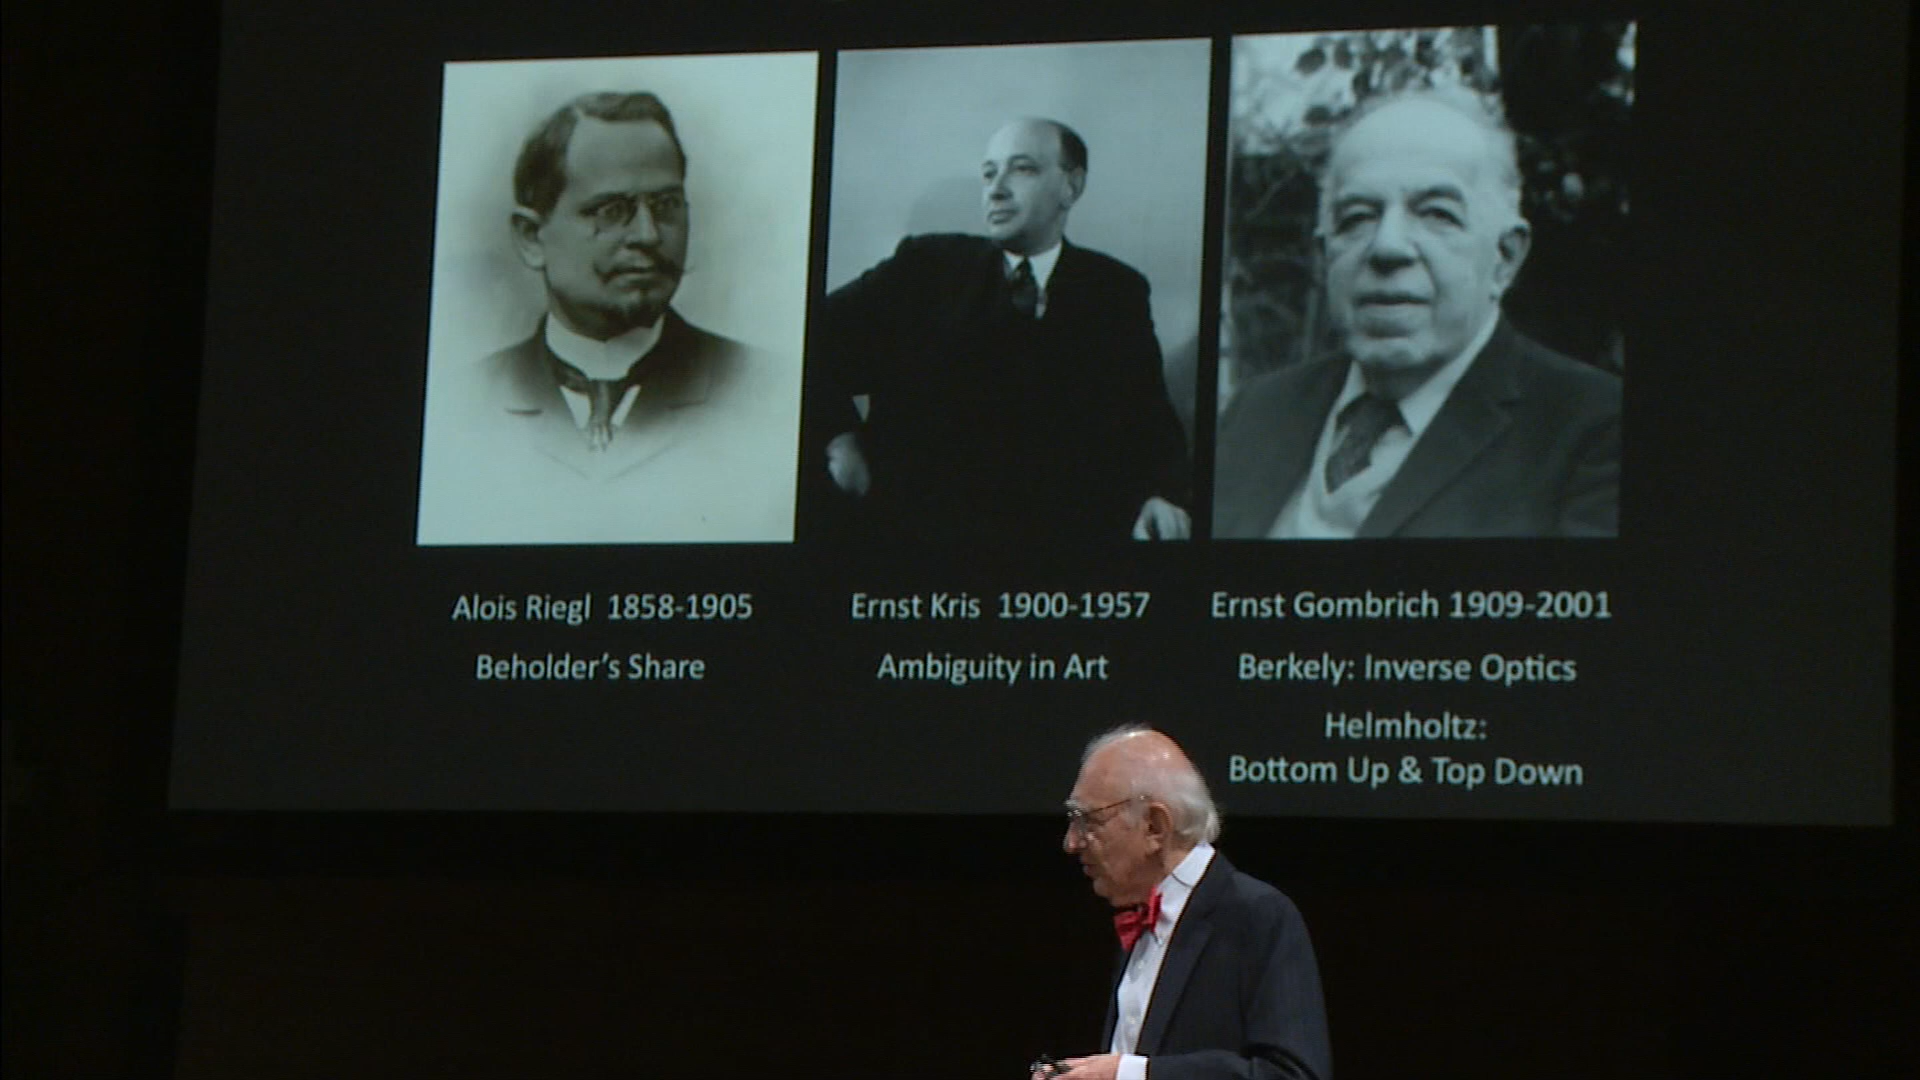 Alois Riegl 1858-1905
Beholder's Share
Ernst Kris 1900-1957
Ambiguity in Art
Ernst Gombrich 1909-2001
Berkely: Inverse Optics
Helmholtz:
Bottom Up & Top Down